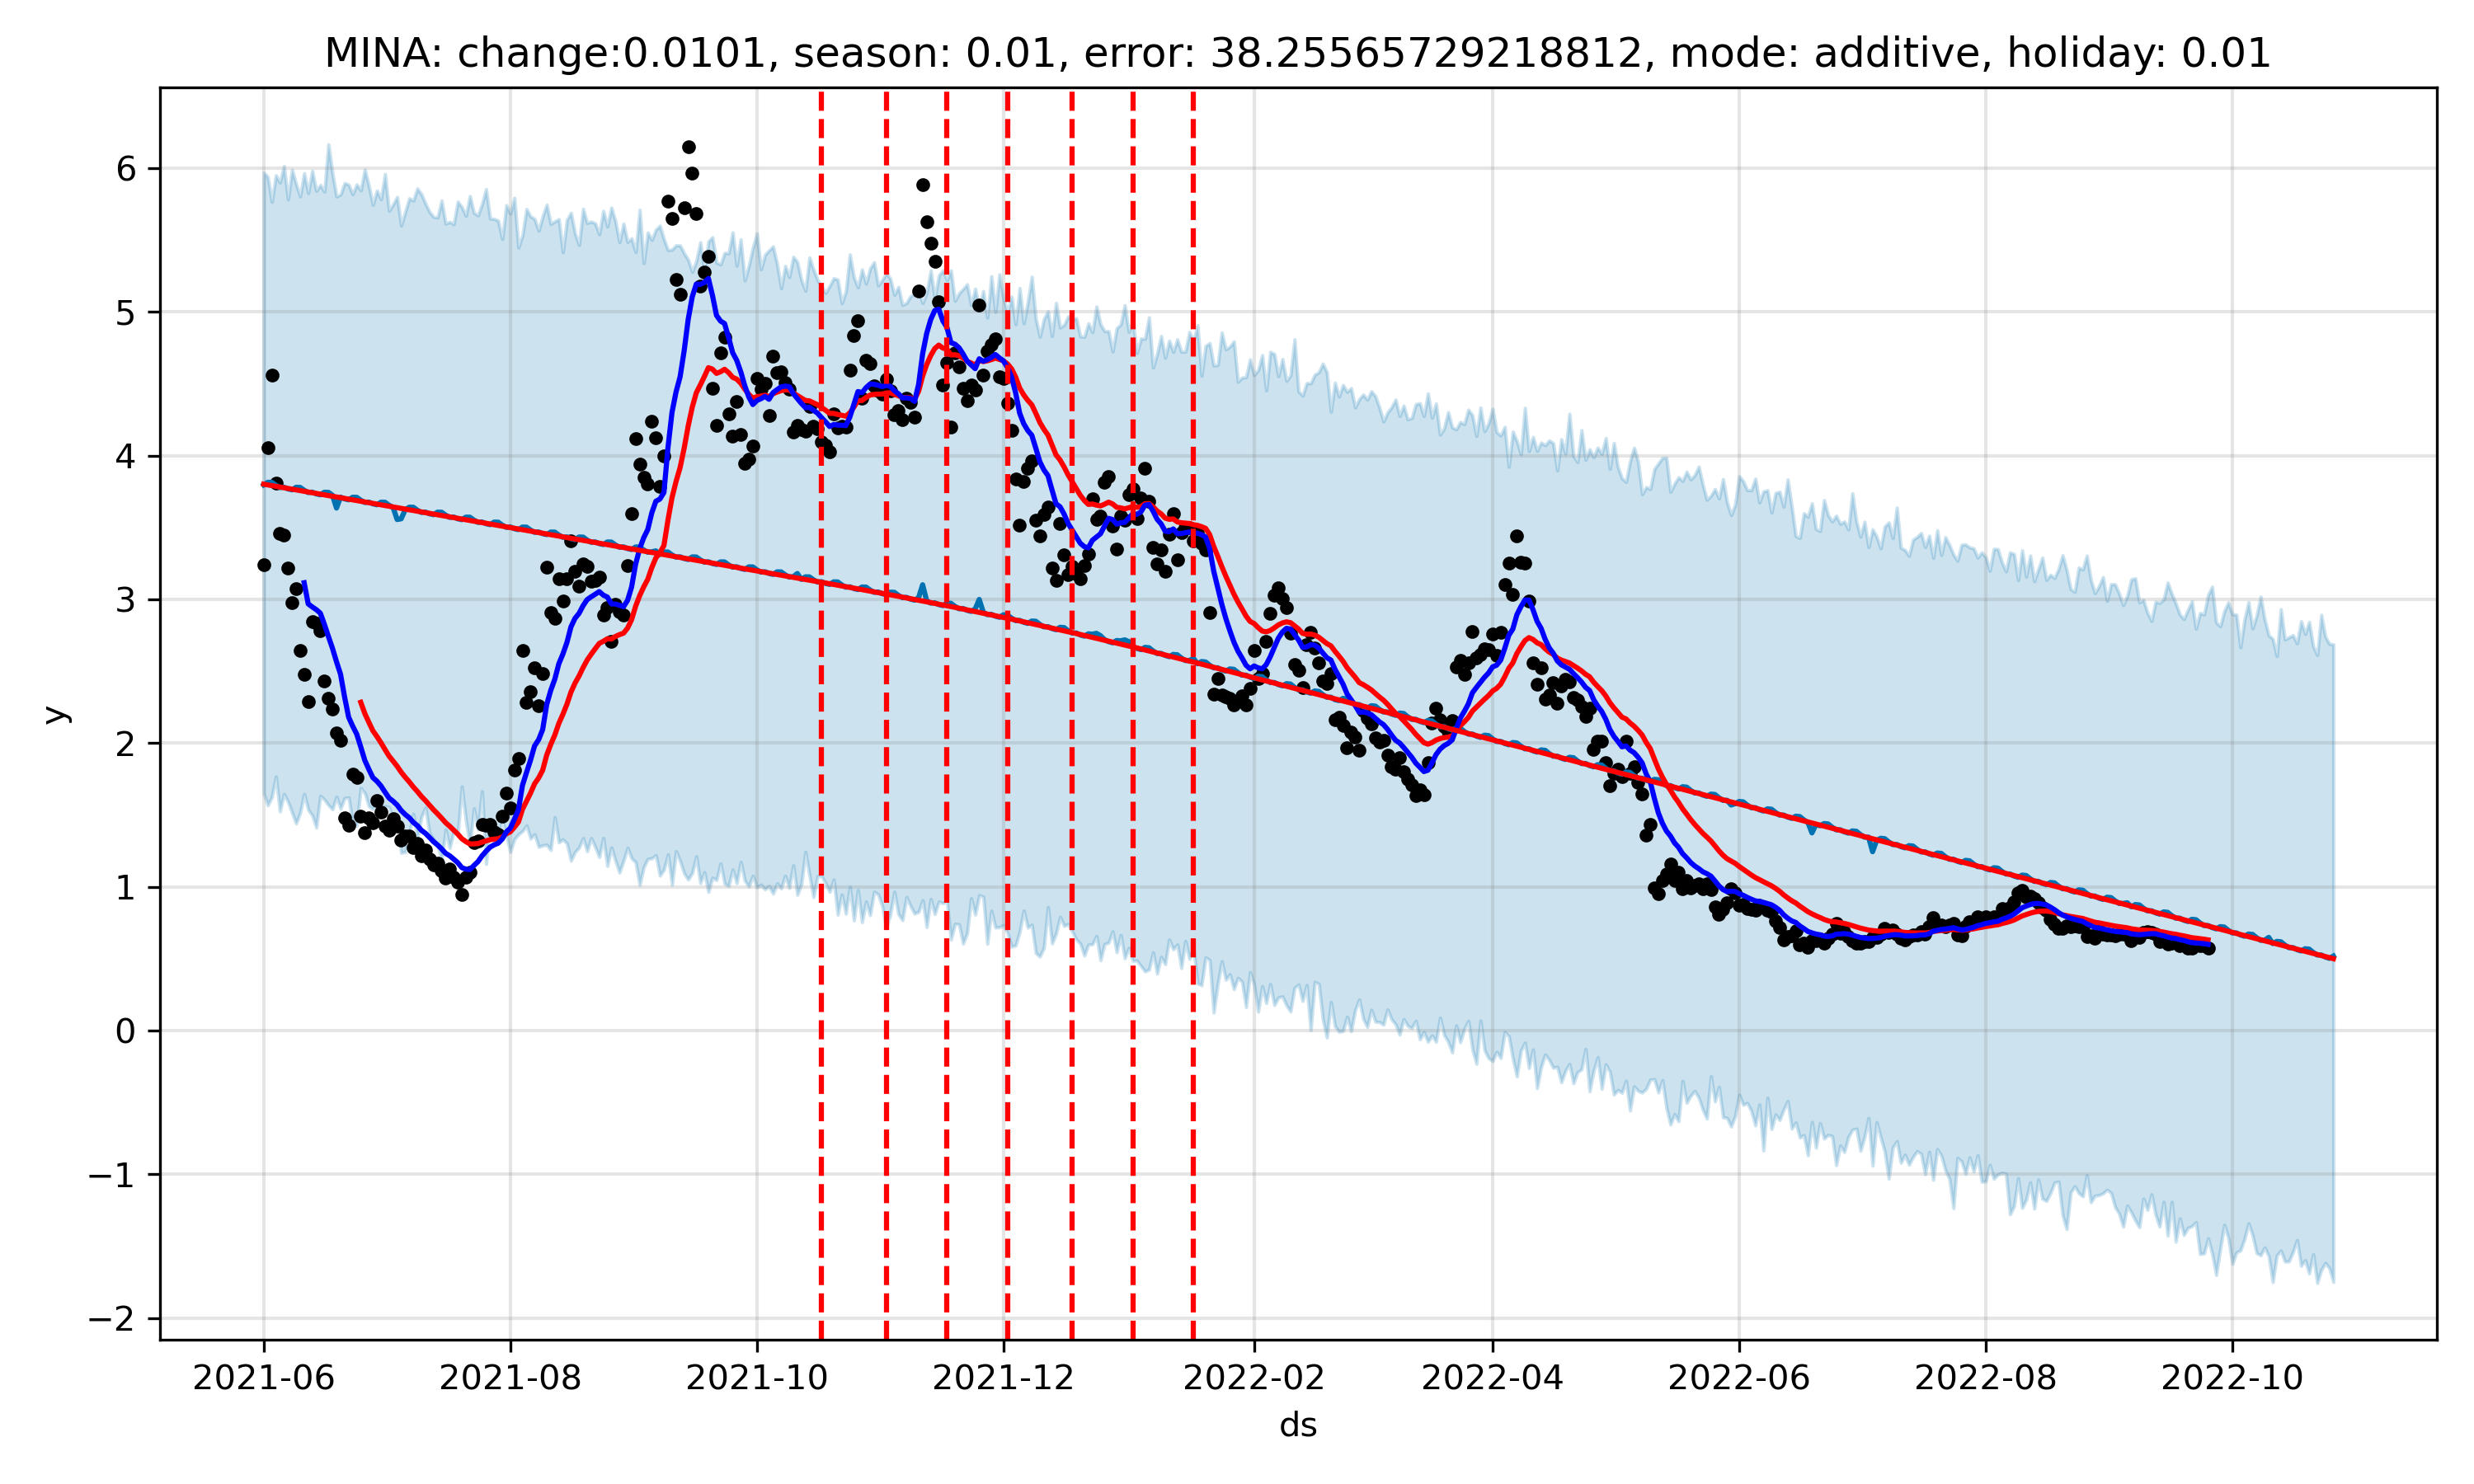 MINA: change:0.0101, season: 0.01, error: 38.25565729218812, mode: additive, holiday: 0.01
6
5
4
3
2
1
0
−1
−2
y
2021-06 2021-08 2021-10 2021-12 2022-02 2022-04 2022-06 2022-08 2022-10
ds